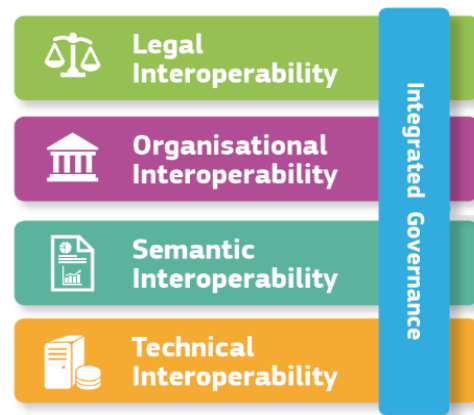 Legal
Interoperability
Organisational
Interoperability
Semantic
Interoperability
Technical
Interoperability
Integrated Governance